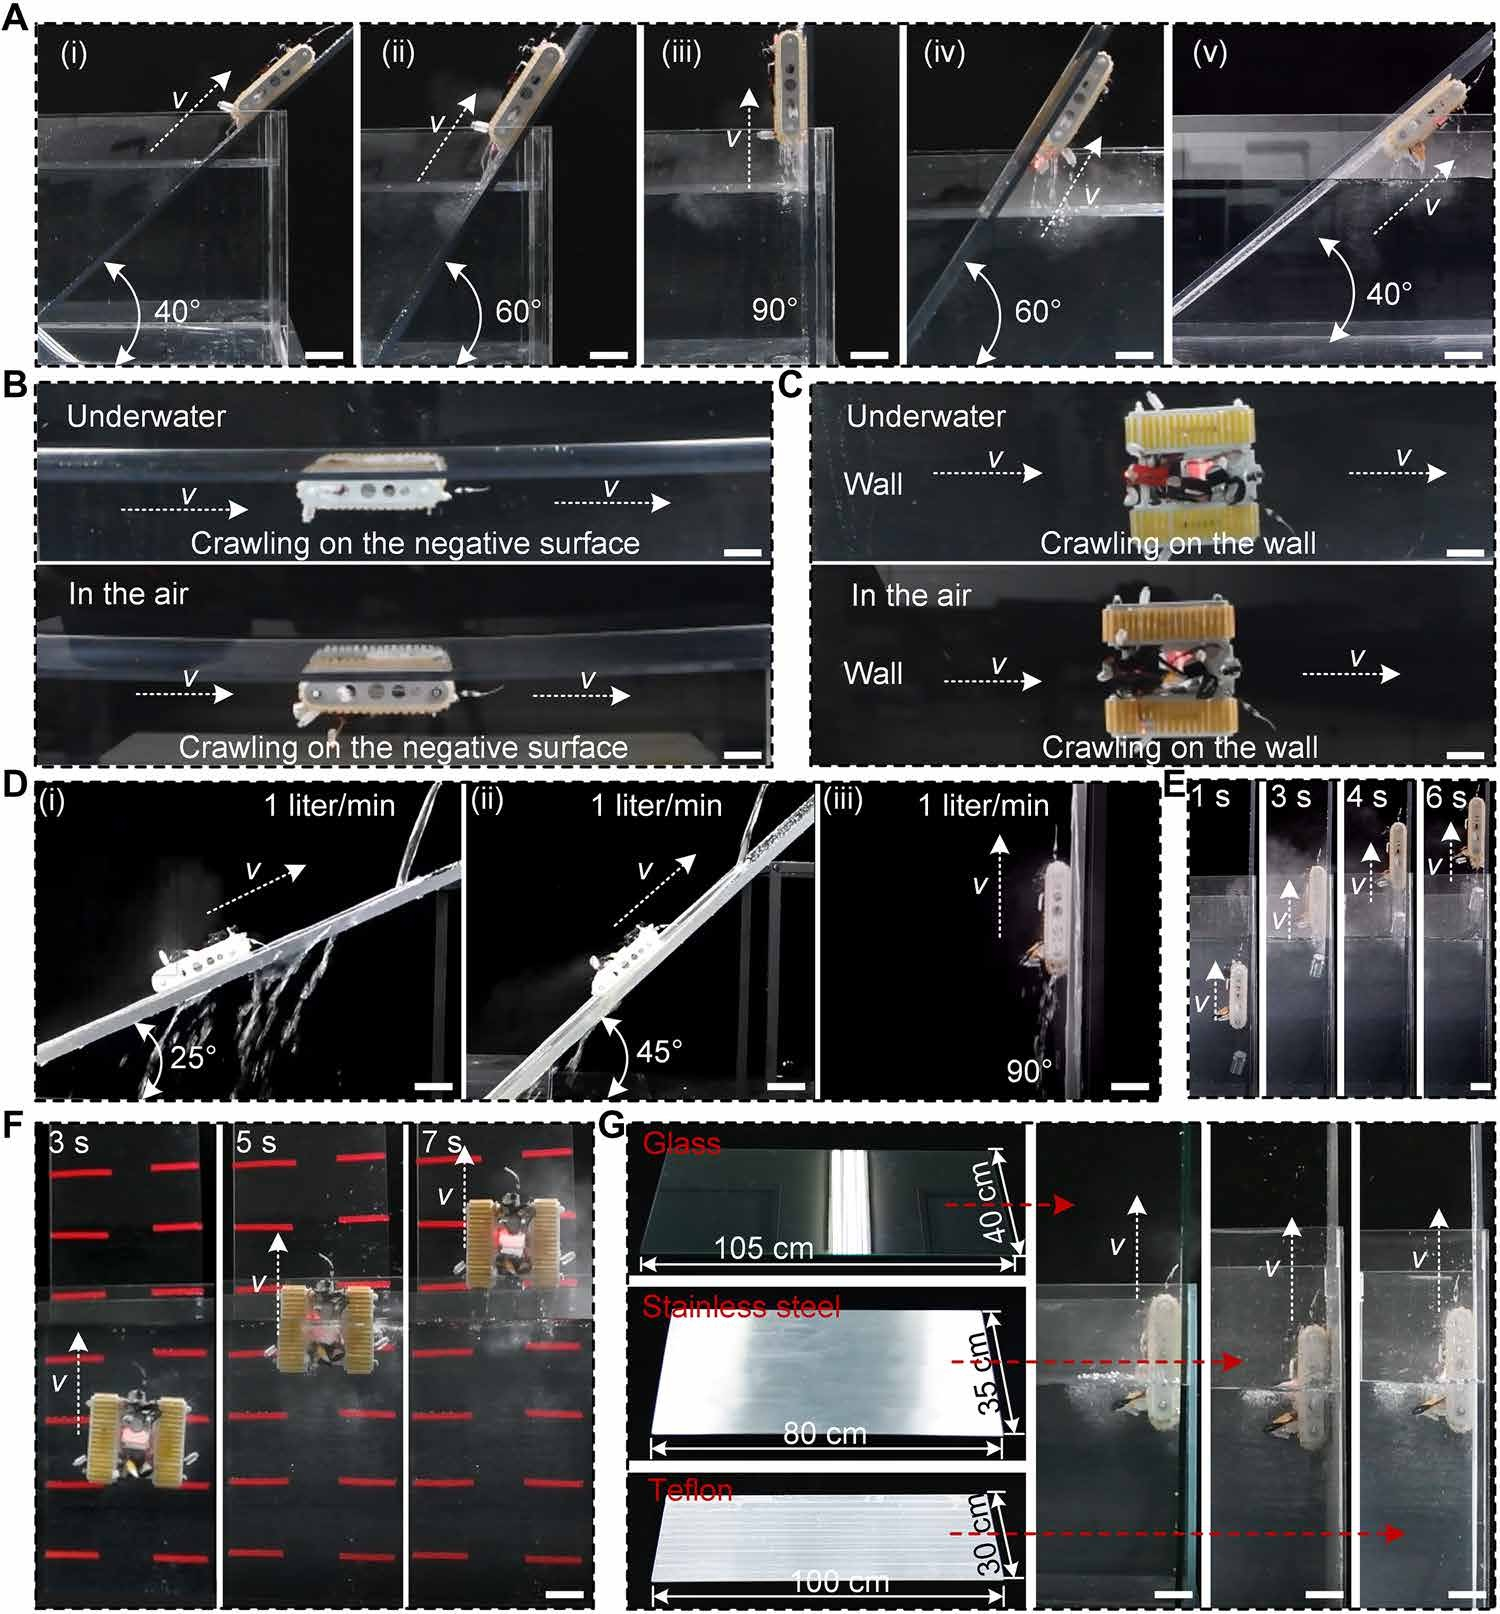 A
(i)
v
40°
(ii)
v
60°
(iii)
v
90°
(iv)
v
60°
(v)
v
40°
B
Underwater
v
v
Crawling on the negative surface
In the air
v
v
Crawling on the negative surface
C
Underwater
Wall
v
v
Crawling on the wall
In the air
Wall
v
v
Crawling on the wall
D
(i)
1 liter/min
v
25°
(ii)
1 liter/min
v
45°
(iii)
1 liter/min
v
90°
E
1 s
v
3 s
v
4 s
v
6 s
v
F
3 s
v
5 s
v
7 s
v
G
Glass
40 cm
105 cm
Stainless steel
35 cm
80 cm
Teflon
30 cm
100 cm
v
v
v